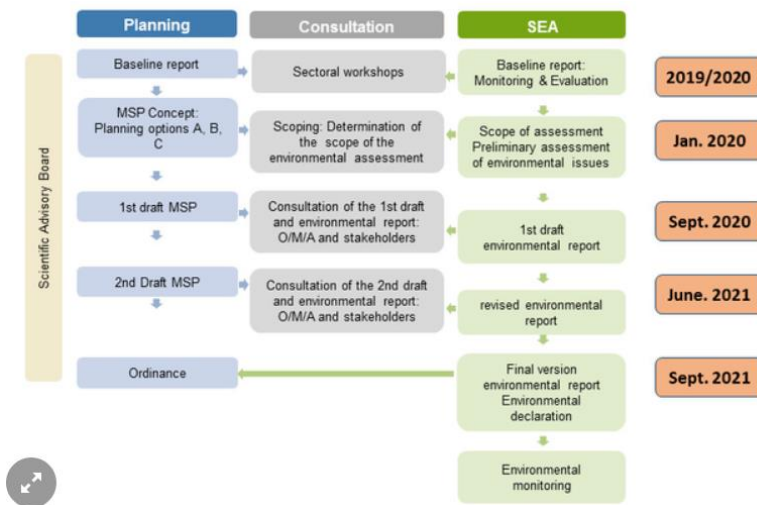 Planning
Consultation
SEA
Scientific Advisory Board
Baseline report
Sectoral workshops
Baseline report:
Monitoring & Evaluation
2019/2020
MSP Concept:
Planning options A, B,
C
Scoping: Determination of
the scope of the
environmental assessment
Scope of assessment
Preliminary assessment
of environmental issues
Jan. 2020
1st draft MSP
Consultation of the 1st draft
and environmental report:
O/M/A and stakeholders
1st draft
environmental report
Sept. 2020
2nd Draft MSP
Consultation of the 2nd draft
and environmental report:
O/M/A and stakeholders
revised environmental
report
June. 2021
Ordinance
Final version
environmental report
Environmental
declaration
Sept. 2021
Environmental
monitoring